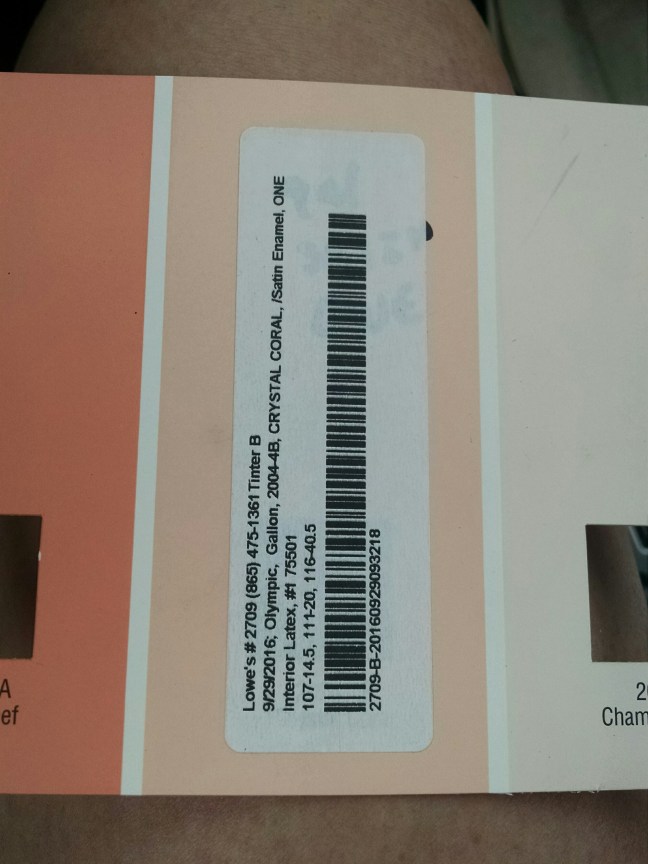 Lowe's # 2709 (865) 475-1361 Tinter B
9/29/2016; Olympic, Gallon, 2004-4B, CRYSTAL CORAL, /Satin Enamel, ONE
Interior Latex, #1 75501
107-14.5, 111-20, 116-40.5
2709-B-20160929093218
A
ef
20
Cham